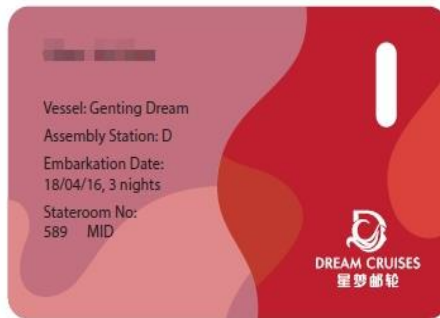 Vessel: Genting Dream
Assembly Station: D
Embarkation Date:
18/04/16, 3 nights
Stateroom No:
589 MID
DREAM CRUISES
星梦邮轮